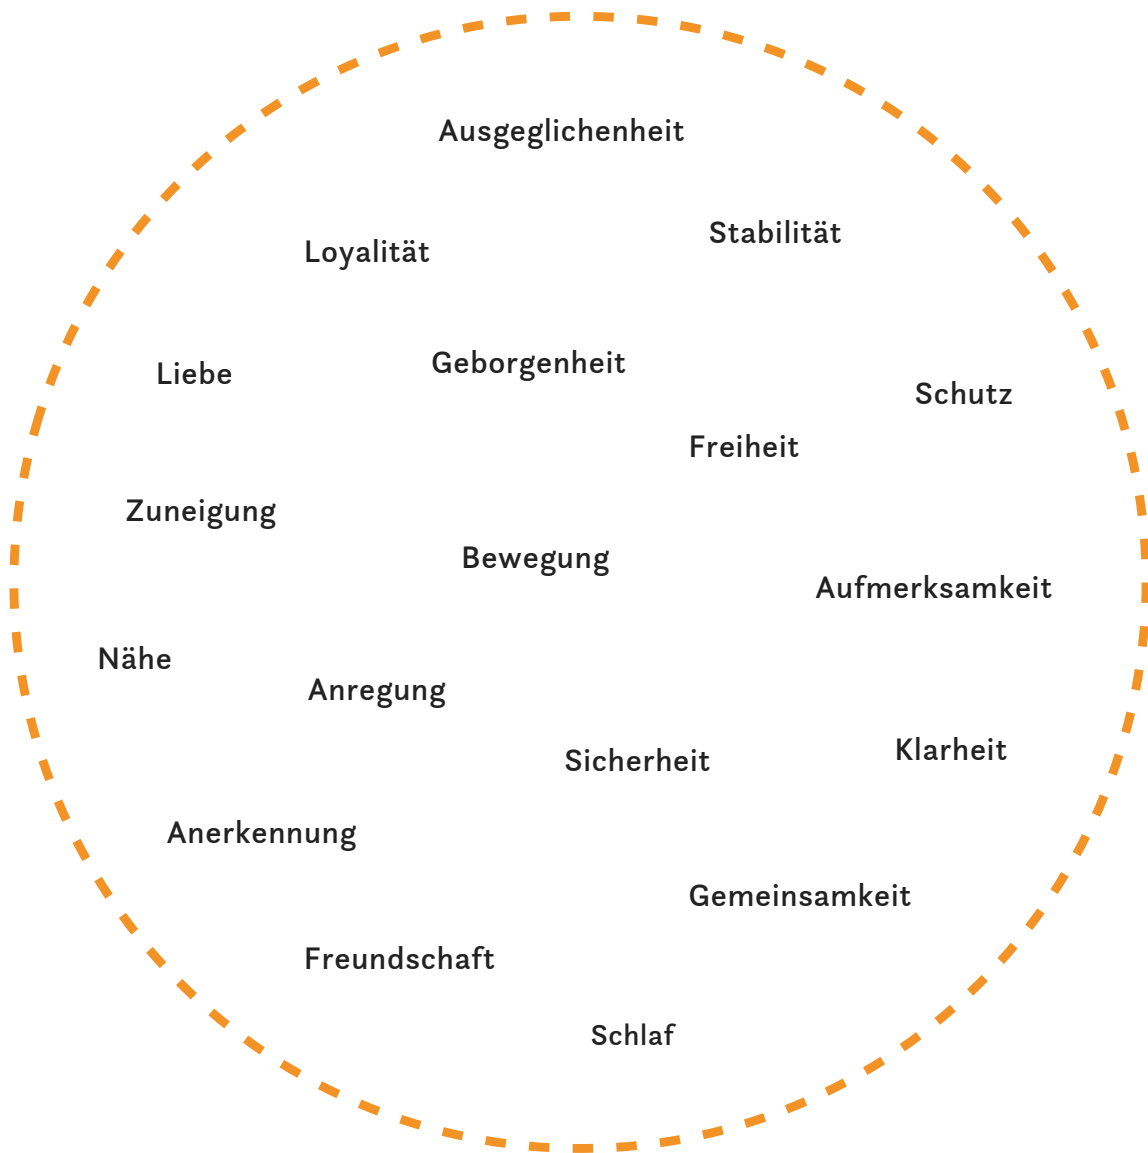 Ausgeglichenheit
Stabilität
Loyalität
Geborgenheit
Liebe
Schutz
Freiheit
Zuneigung
Bewegung
Aufmerksamkeit
Nähe
Anregung
Klarheit
Sicherheit
Anerkennung
Gemeinsamkeit
Freundschaft
Schlaf